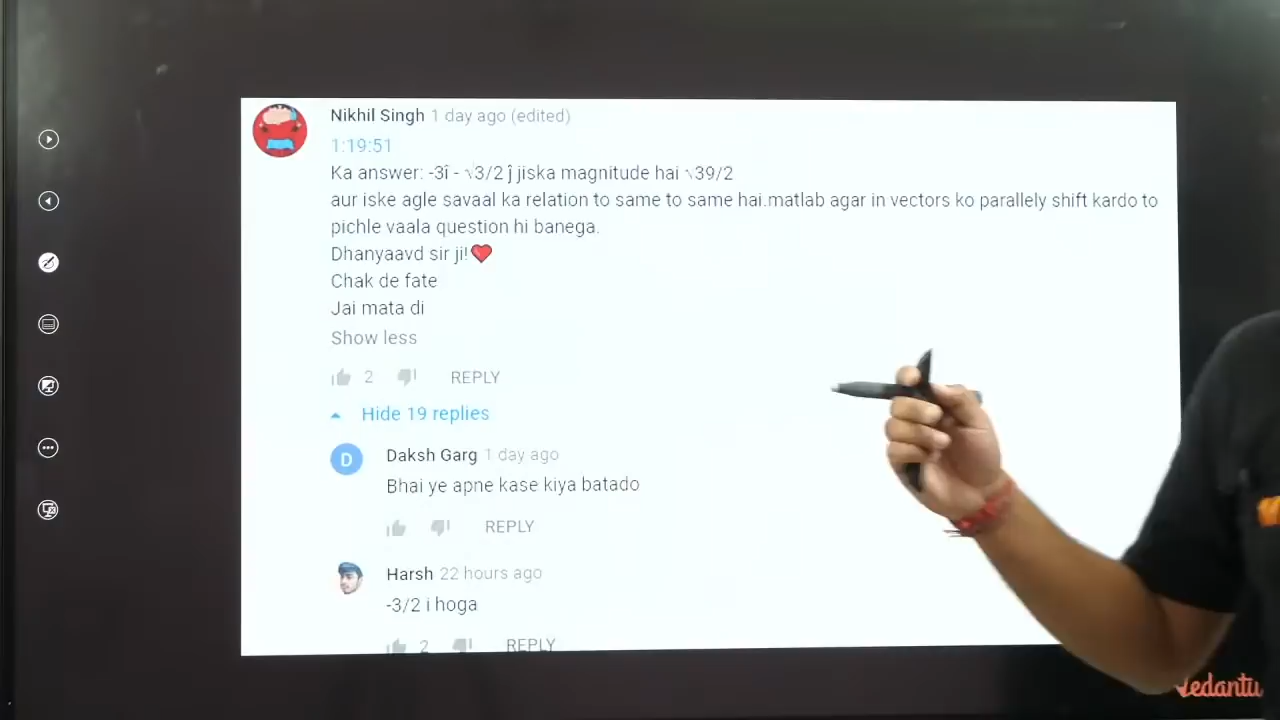 Nikhil Singh 1 day ago (edited)
1:19:51
Ka answer: -3î - √3/2 ĵ jiska magnitude hai √39/2
aur iske agle savaal ka relation to same to same hai.matlab agar in vectors ko parallely shift kardo to
pichle vaala question hi banega.
Dhanyaavd sir ji!❤️
Chak de fate
Jai mata di
Show less
2 REPLY
Hide 19 replies
D
Daksh Garg 1 day ago
Bhai ye apne kase kiya batado
REPLY
Harsh 22 hours ago
-3/2 i hoga
2 REPLY
Vedantu